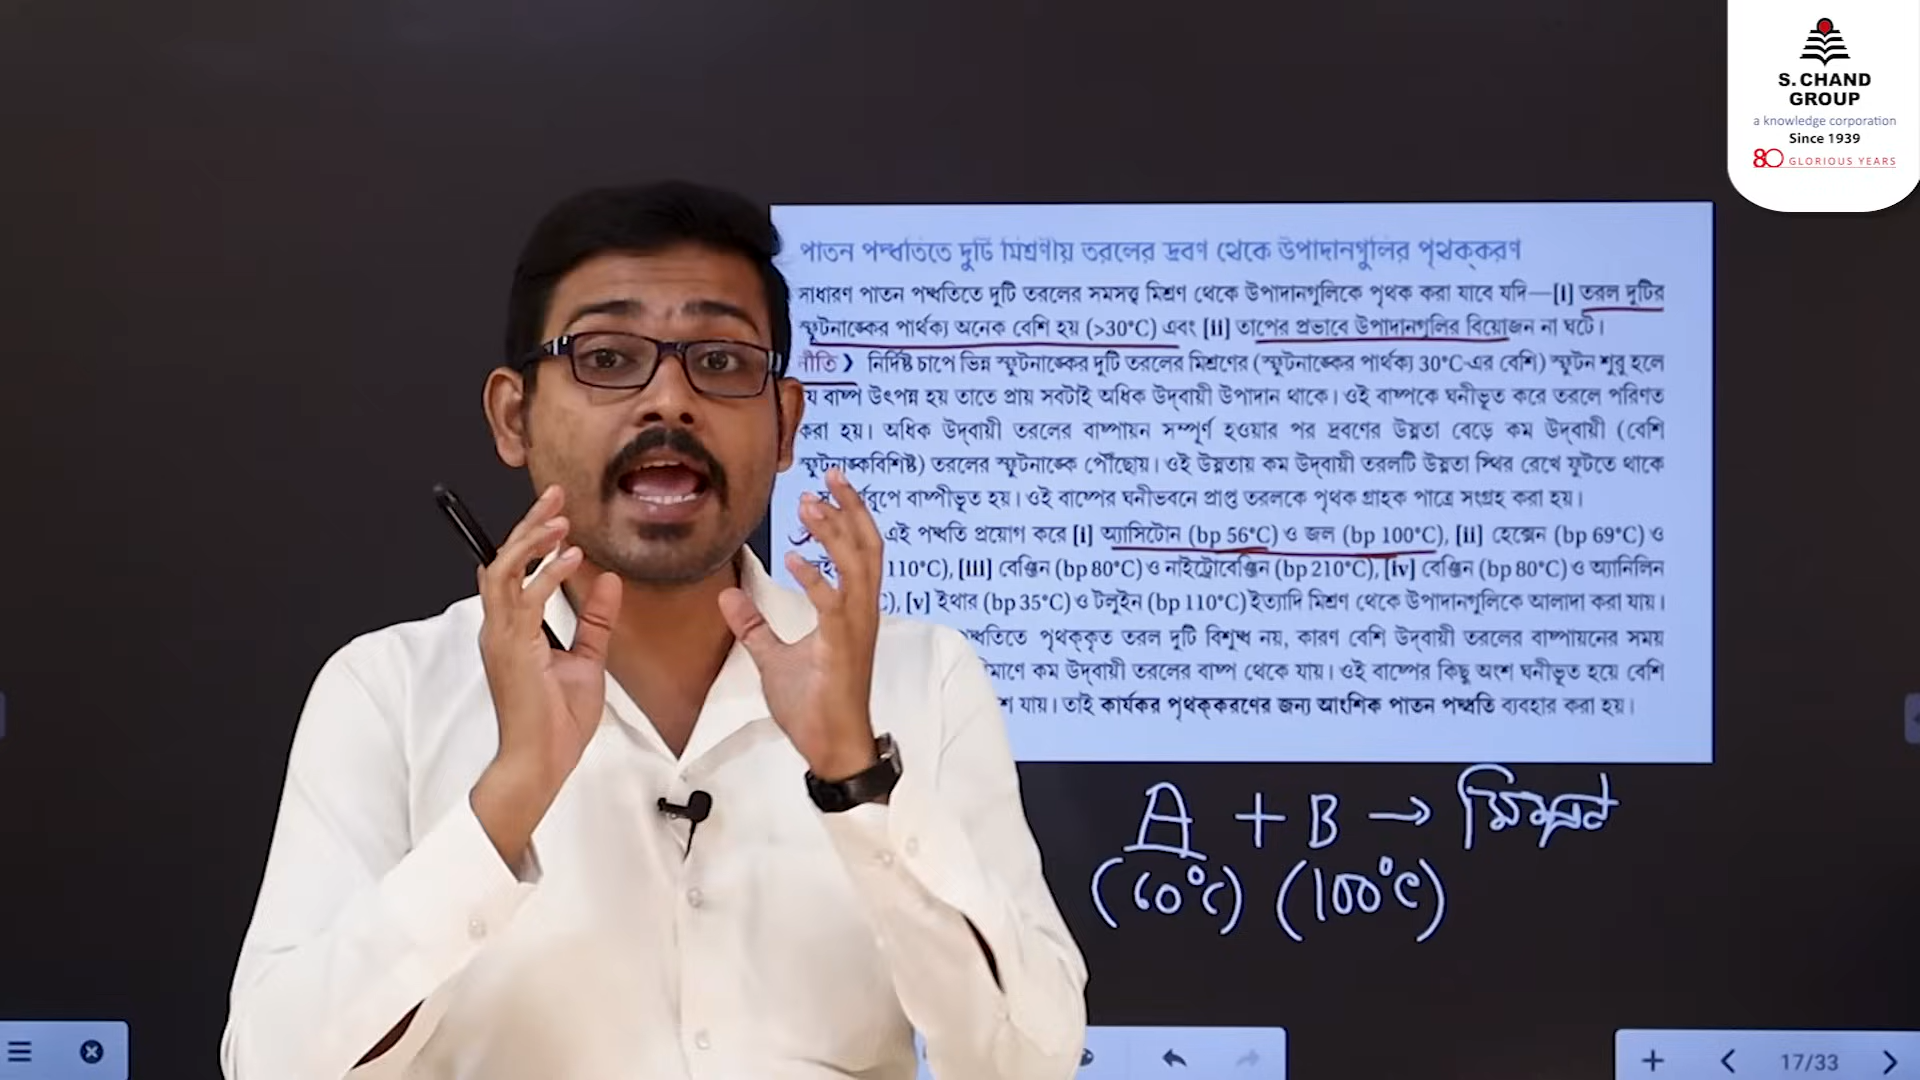 S. CHAND
GROUP
a knowledge corporation
Since 1939
80 GLORIOUS YEARS
পাতন পদ্ধতিতে দুটি মিশ্রণীয় তরলের দ্রবণ থেকে উপাদানগুলির পৃথক্‌করণ
সাধারণ পাতন পদ্ধতিতে দুটি তরলের সমসত্ত্ব মিশ্রণ থেকে উপাদানগুলিকে পৃথক করা যাবে যদি—[i] তরল দুটির
স্ফুটনাঙ্কের পার্থক্য অনেক বেশি হয় (>30°C) এবং [ii] তাপের প্রভাবে উপাদানগুলির বিয়োজন না ঘটে।
নীতি❯ নির্দিষ্ট চাপে ভিন্ন স্ফুটনাঙ্কের দুটি তরলের মিশ্রণের (স্ফুটনাঙ্কের পার্থক্য 30°C-এর বেশি) স্ফুটন শুরু হলে
যে বাষ্প উৎপন্ন হয় তাতে প্রায় সবটাই অধিক উদ্‌বায়ী উপাদান থাকে। ওই বাষ্পকে ঘনীভূত করে তরলে পরিণত
করা হয়। অধিক উদ্‌বায়ী তরলের বাষ্পায়ন সম্পূর্ণ হওয়ার পর দ্রবণের উষ্ণতা বেড়ে কম উদ্‌বায়ী (বেশি
স্ফুটনাঙ্কবিশিষ্ট) তরলের স্ফুটনাঙ্কে পৌঁছোয়। ওই উষ্ণতায় কম উদ্‌বায়ী তরলটি উষ্ণতা স্থির রেখে ফুটতে থাকে
বাষ্পীভূত হয়। ওই বাষ্পের ঘনীভবনে প্রাপ্ত তরলকে পৃথক গ্রাহক পাত্রে সংগ্রহ করা হয়।
এই পদ্ধতি প্রয়োগ করে [i] অ্যাসিটোন (bp 56°C) ও জল (bp 100°C), [ii] হেক্সেন (bp 69°C) ও
110°C), [iii] বেঞ্জিন (bp 80°C) ও নাইট্রোবেঞ্জিন (bp 210°C), [iv] বেঞ্জিন (bp 80°C) ও অ্যানিলিন
C), [v] ইথার (bp 35°C) ও টলুইন (bp 110°C) ইত্যাদি মিশ্রণ থেকে উপাদানগুলিকে আলাদা করা যায়।
পৃথক্‌কৃত তরল দুটি বিশুদ্ধ নয়, কারণ বেশি উদ্‌বায়ী তরলের বাষ্পায়নের সময়
কম উদ্‌বায়ী তরলের বাষ্প থেকে যায়। ওই বাষ্পের কিছু অংশ ঘনীভূত হয়ে বেশি
যায়। তাই কার্যকর পৃথক্‌করণের জন্য আংশিক পাতন পদ্ধতি ব্যবহার করা হয়।
A + B → মিশ্রণ
(60°C) (100°C)
17/33